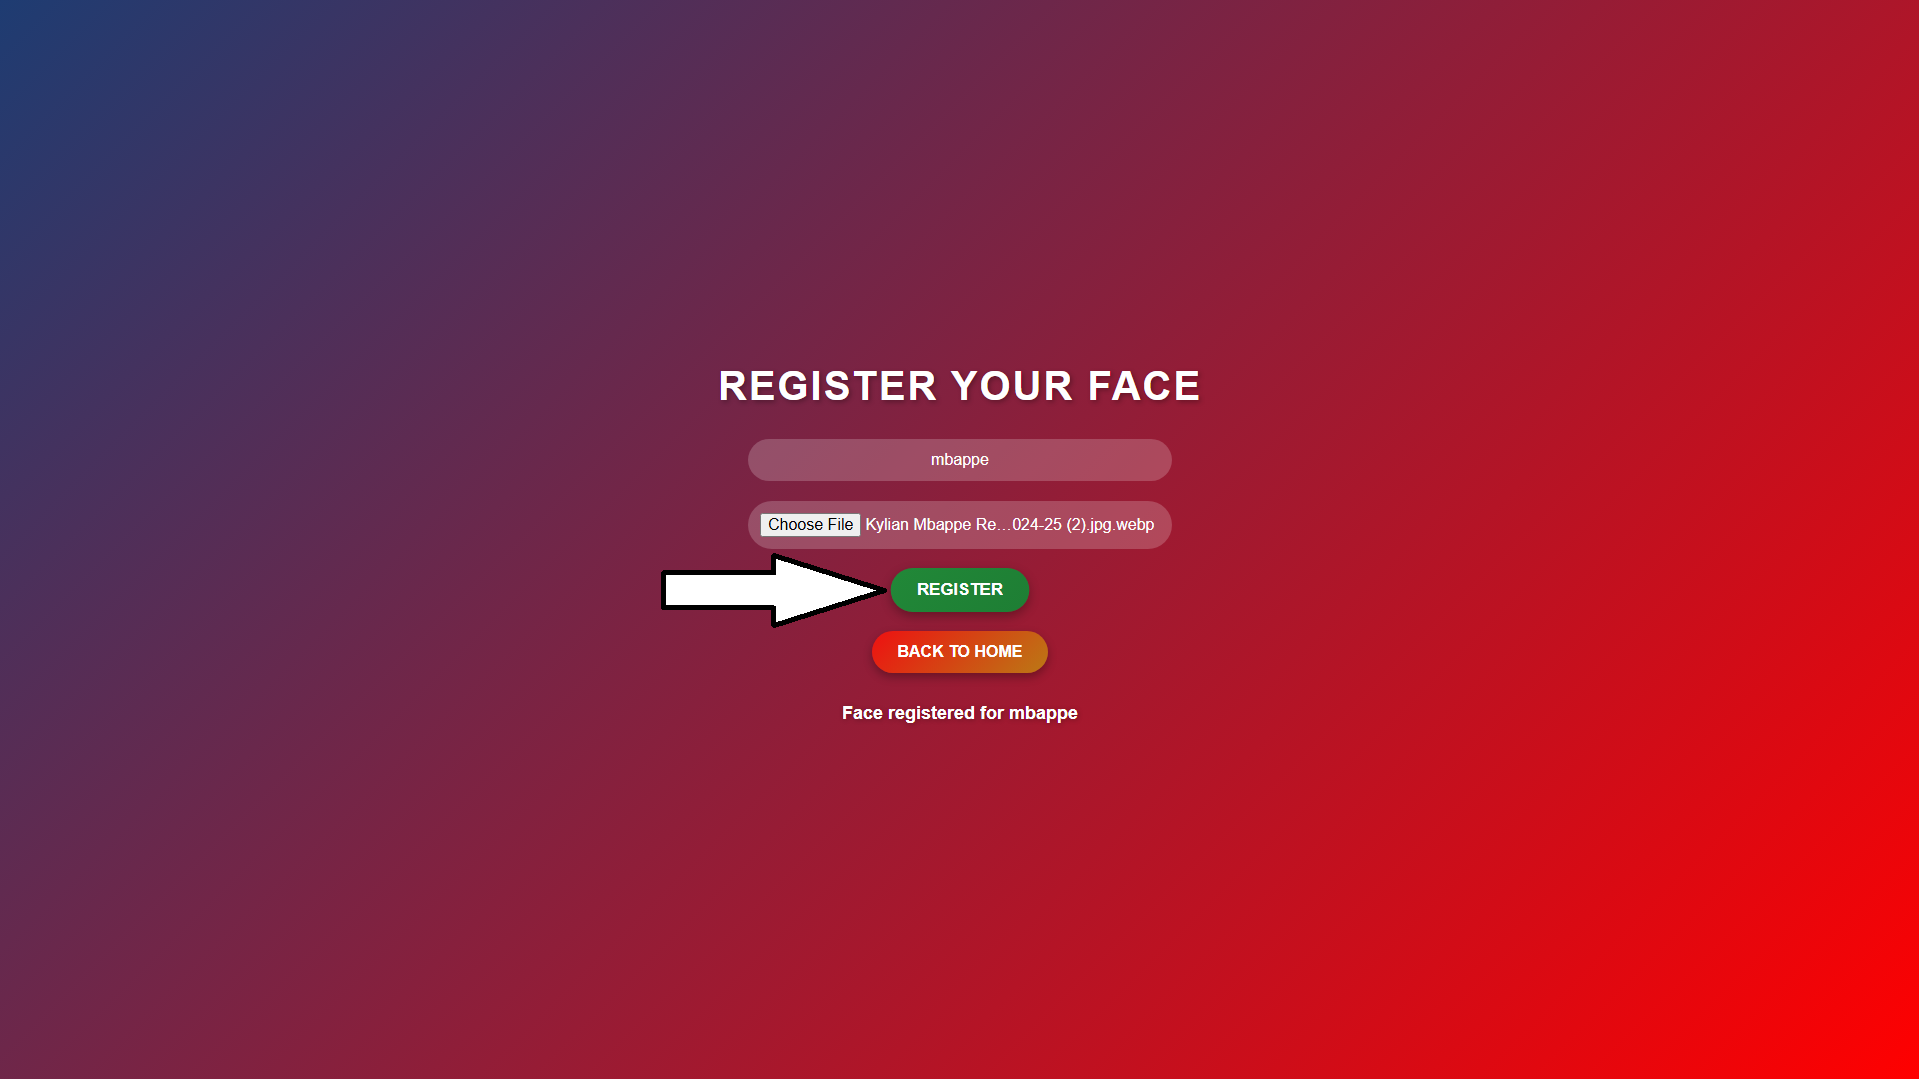 REGISTER YOUR FACE
mbappe
Choose File Kylian Mbappe Re...024-25 (2).jpg.webp
REGISTER
BACK TO HOME
Face registered for mbappe